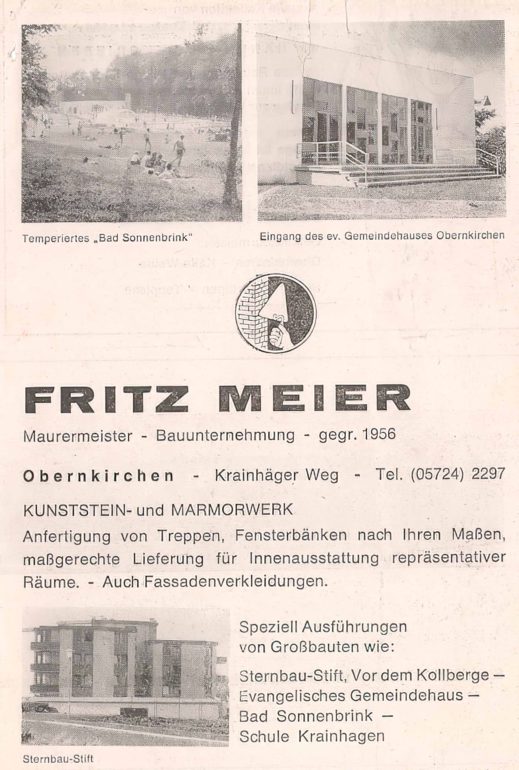 Temperiertes „Bad Sonnenbrink"
Eingang des ev. Gemeindehauses Obernkirchen
FRITZ MEIER
Maurermeister - Bauunternehmung - gegr. 1956
Obernkirchen - Krainhäger Weg - Tel. (05724) 2297
KUNSTSTEIN- und MARMORWERK
Anfertigung von Treppen, Fensterbänken nach Ihren Maßen,
maßgerechte Lieferung für Innenausstattung repräsentativer
Räume. - Auch Fassadenverkleidungen.
Speziell Ausführungen
von Großbauten wie:
Sternbau-Stift, Vor dem Kollberge –
Evangelisches Gemeindehaus –
Bad Sonnenbrink –
Schule Krainhagen
Sternbau-Stift